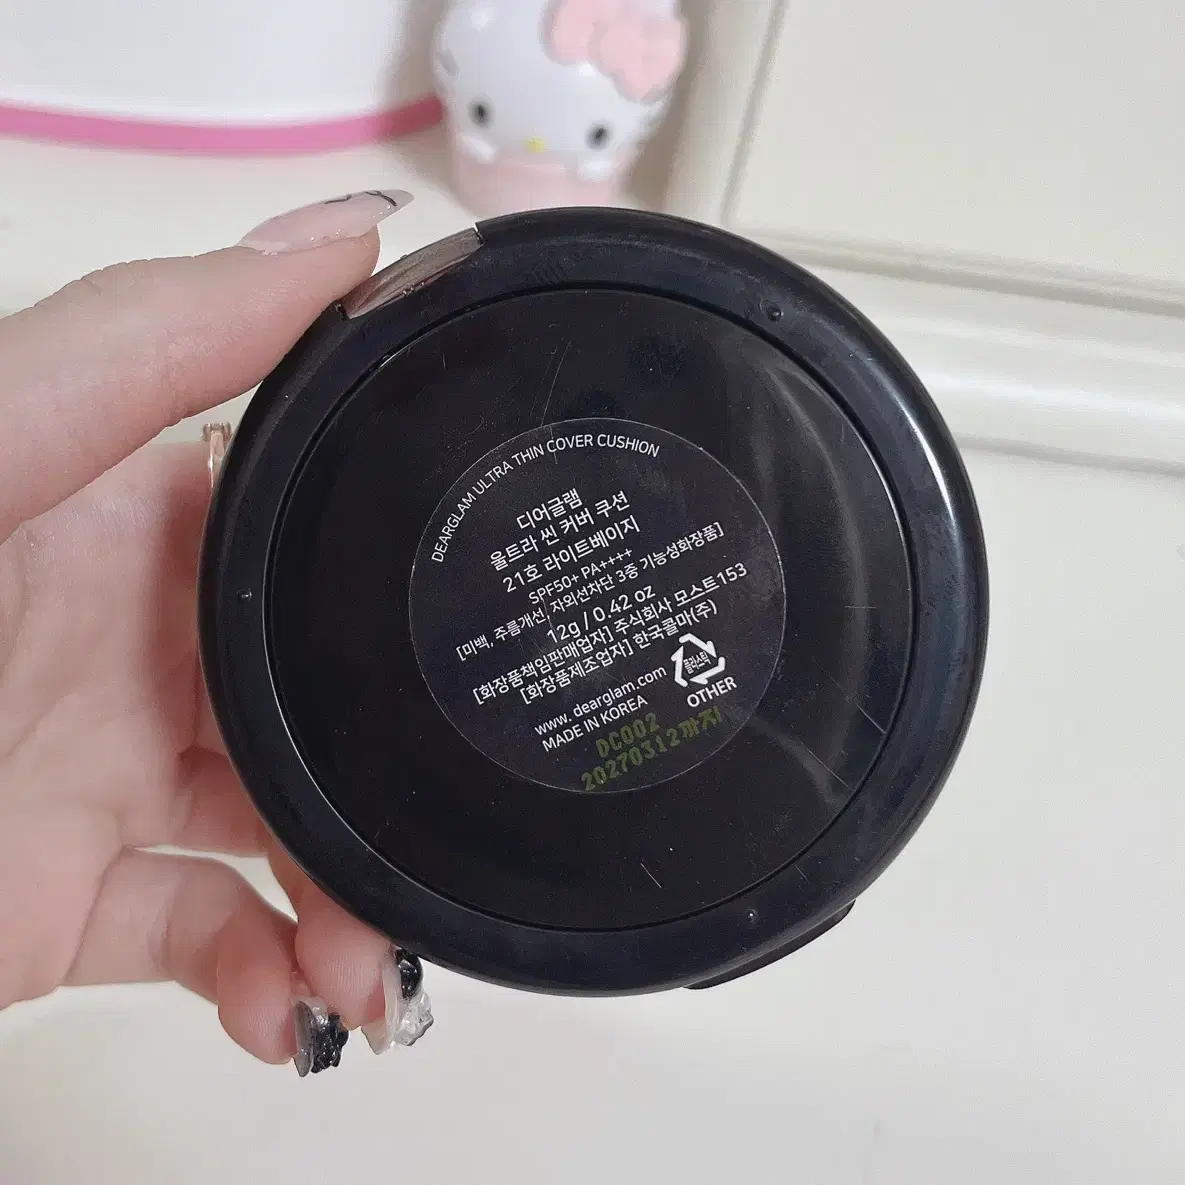 DEARGLAM ULTRA THIN COVER CUSHION
디어글램
울트라 씬 커버 쿠션
21호 라이트베이지
SPF50+ PA++++
[미백, 주름개선, 자외선차단 3중 기능성화장품]
12g / 0.42 oz
[화장품책임판매업자] 주식회사 모스트153
[화장품제조업자] 한국콜마(주)
www.dearglam.com
MADE IN KOREA
플라스틱
OTHER
DC002
20270312까지